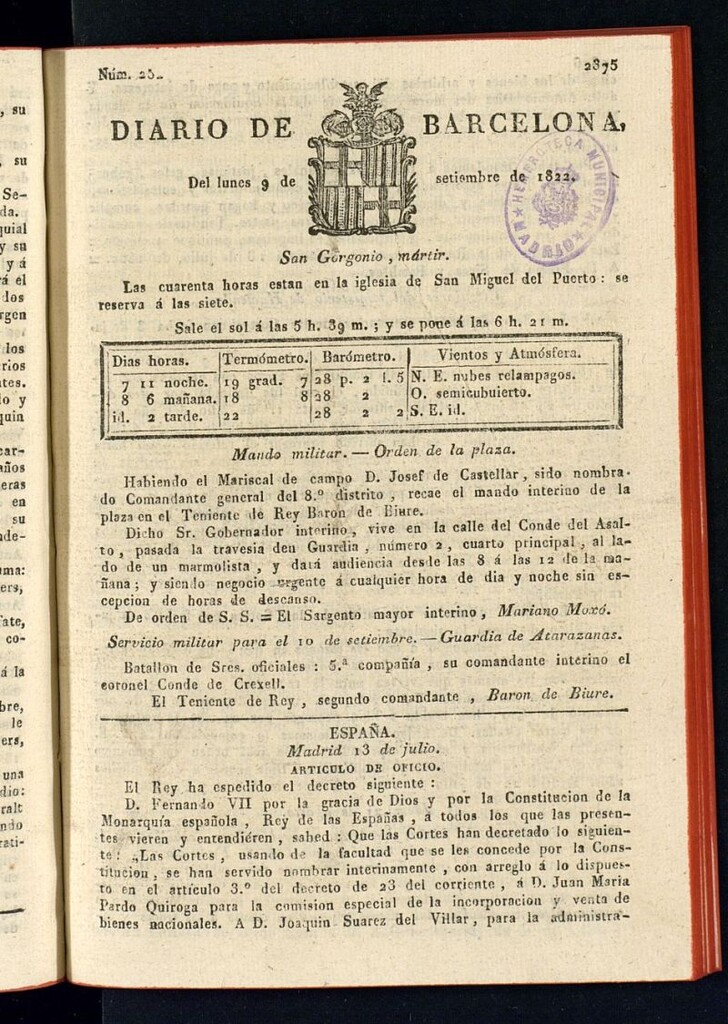 Núm. 25
2875
DIARIO DE BARCELONA,
Del lunes 9 de setiembre de 1822.
HEMEROTECA MUNICIPAL
MADRID
San Gorgonio, mártir.
Las cuarenta horas estan en la iglesia de San Miguel del Puerto: se
reserva á las siete.
Sale el sol á las 5 h. 39 m.; y se pone á las 6 h. 21 m.
Dias horas. Termómetro. Barómetro. Vientos y Atmósfera.
7 11 noche. 19 grad. 7 28 p. 2 l. 5 N. E. nubes relampagos.
8 6 mañana. 18 8 28 2 O. semicubierto.
id. 2 tarde. 22 28 2 2 S. E. id.
Mando militar. — Orden de la plaza.
Habiendo el Mariscal de campo D. Josef de Castellar, sido nombra-
do Comandante general del 8.º distrito, recae el mando interino de la
plaza en el Teniente de Rey Baron de Biure.
Dicho Sr. Gobernador interino, vive en la calle del Conde del Asal-
to, pasada la travesia den Guardia, número 2, cuarto principal, al la-
do de un marmolista, y dará audiencia desde las 8 á las 12 de la ma-
ñana; y siendo negocio urgente á cualquier hora de dia y noche sin es-
cepcion de horas de descanso.
De orden de S. S. = El Sargento mayor interino, Mariano Moxó.
Servicio militar para el 10 de setiembre. — Guardia de Atarazanas.
Batallon de Sres. oficiales: 5.ª compañía, su comandante interino el
coronel Conde de Crexell.
El Teniente de Rey, segundo comandante, Baron de Biure.
ESPAÑA.
Madrid 13 de julio.
ARTICULO DE OFICIO.
El Rey ha espedido el decreto siguiente:
D. Fernando VII por la gracia de Dios y por la Constitucion de la
Monarquía española, Rey de las Españas, á todos los que las presen-
tes vieren y entendiéren, sabed: Que las Cortes han decretado lo siguien-
te: „Las Cortes, usando de la facultad que se les concede por la Cons-
titucion, se han servido nombrar interinamente, con arreglo á lo dispues-
to en el artículo 3.º del decreto de 23 del corriente, á D. Juan Maria
Pardo Quiroga para la comision especial de la incorporacion y venta de
bienes nacionales. A D. Joaquin Suarez del Villar, para la administra-